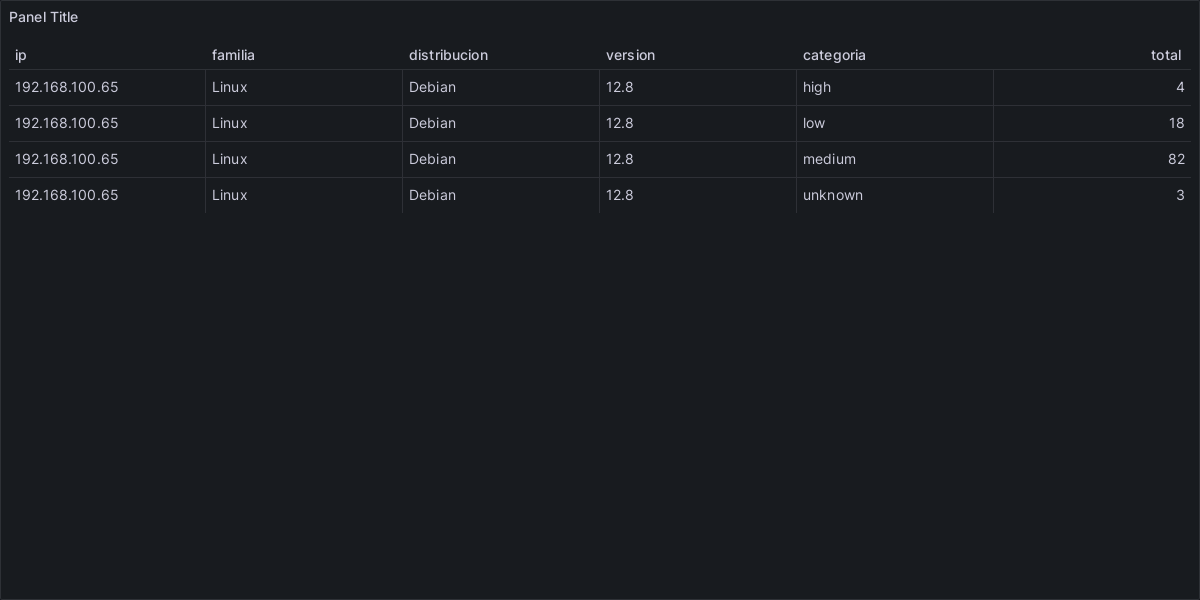 Panel Title
ip familia distribucion version categoria total
192.168.100.65 Linux Debian 12.8 high 4
192.168.100.65 Linux Debian 12.8 low 18
192.168.100.65 Linux Debian 12.8 medium 82
192.168.100.65 Linux Debian 12.8 unknown 3